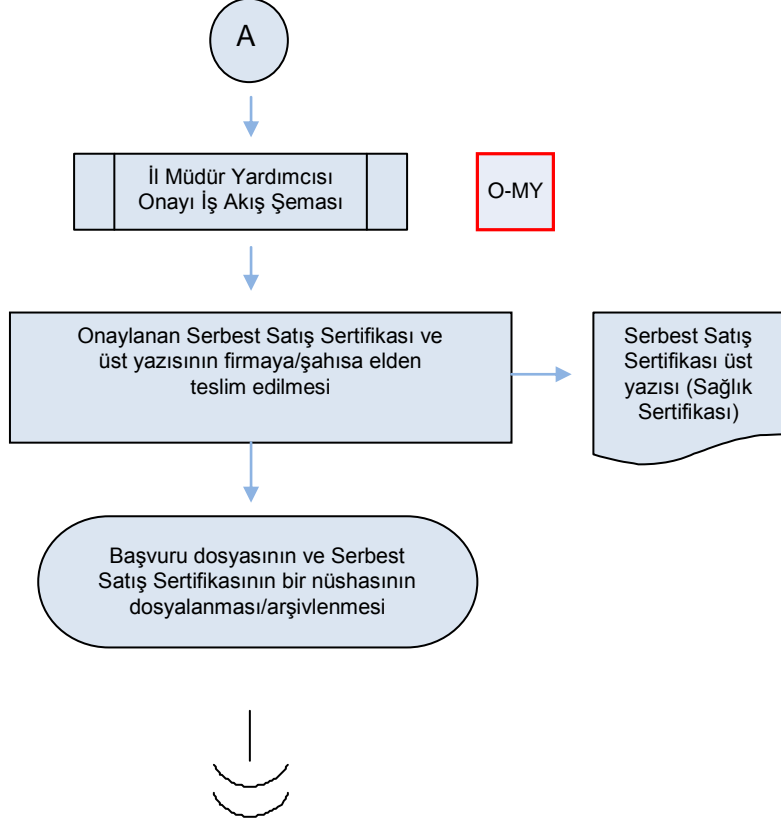 A
İl Müdür Yardımcısı
Onayı İş Akış Şeması
O-MY
Onaylanan Serbest Satış Sertifikası ve
üst yazısının firmaya/şahısa elden
teslim edilmesi
Serbest Satış
Sertifikası üst
yazısı (Sağlık
Sertifikası)
Başvuru dosyasının ve Serbest
Satış Sertifikasının bir nüshasının
dosyalanması/arşivlenmesi